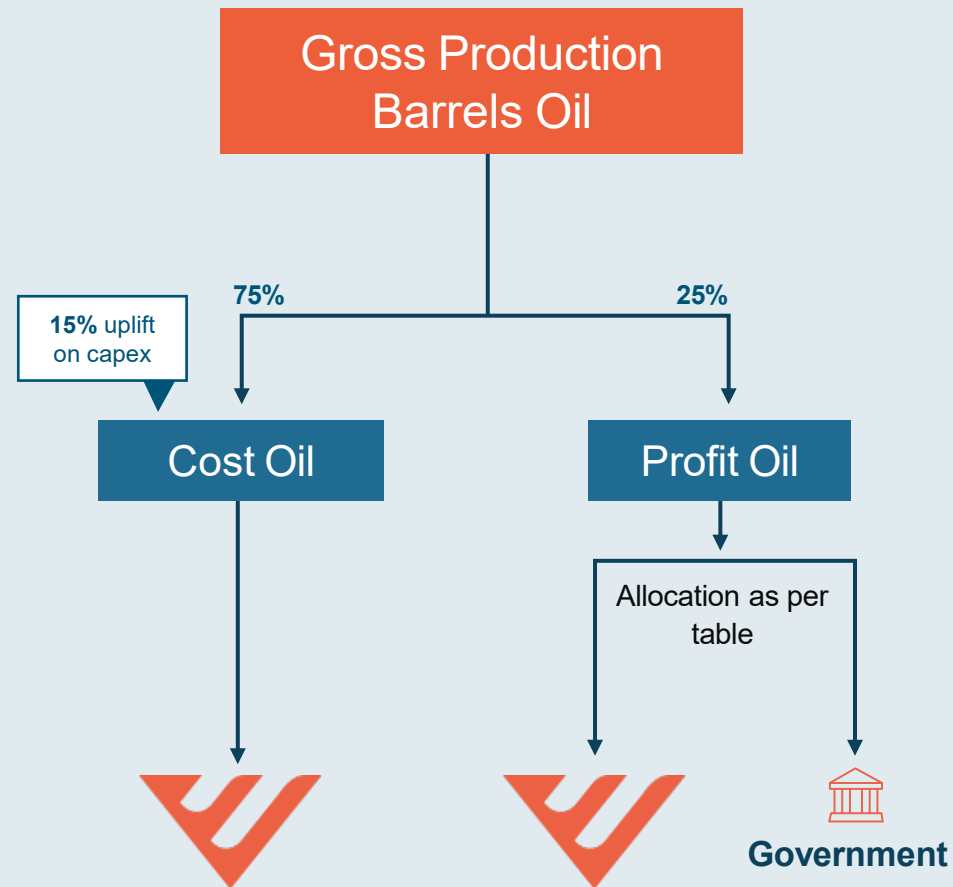 Gross Production
Barrels Oil
75%
25%
15% uplift
on capex
Cost Oil
Profit Oil
Allocation as per
table
Government